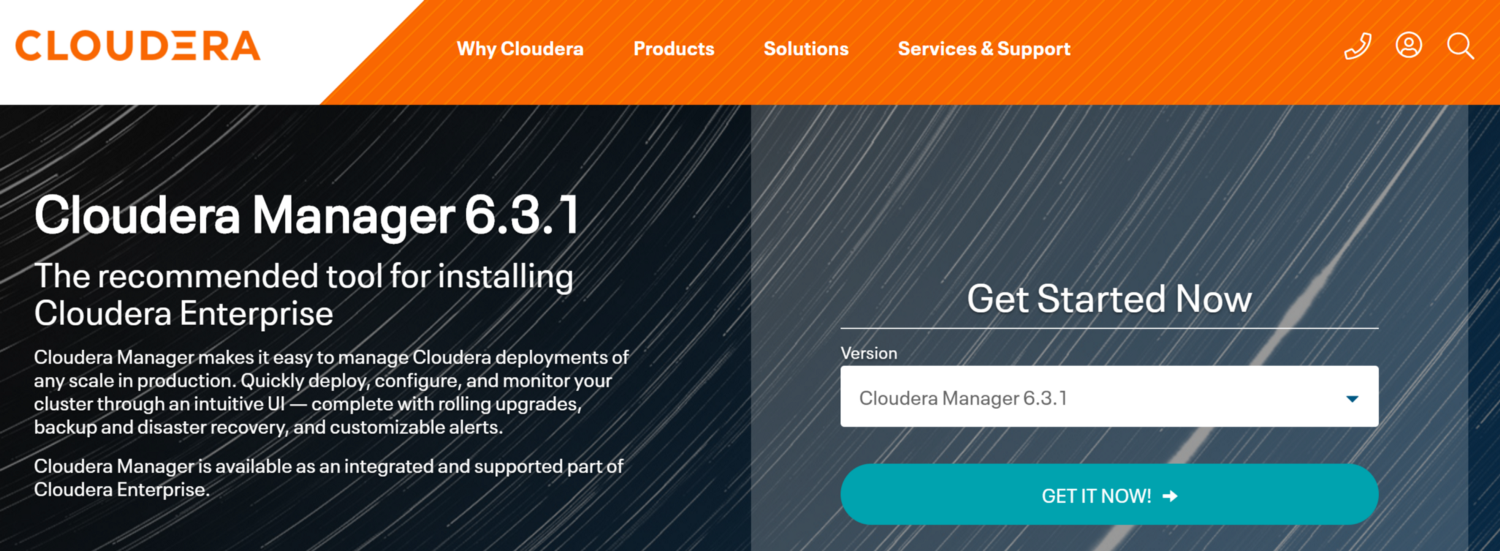 CLOUDERA
Why Cloudera
Products
Solutions
Services & Support
Cloudera Manager 6.3.1
The recommended tool for installing
Cloudera Enterprise
Cloudera Manager makes it easy to manage Cloudera deployments of
any scale in production. Quickly deploy, configure, and monitor your
cluster through an intuitive UI — complete with rolling upgrades,
backup and disaster recovery, and customizable alerts.
Cloudera Manager is available as an integrated and supported part of
Cloudera Enterprise.
Get Started Now
Version
Cloudera Manager 6.3.1
GET IT NOW! →